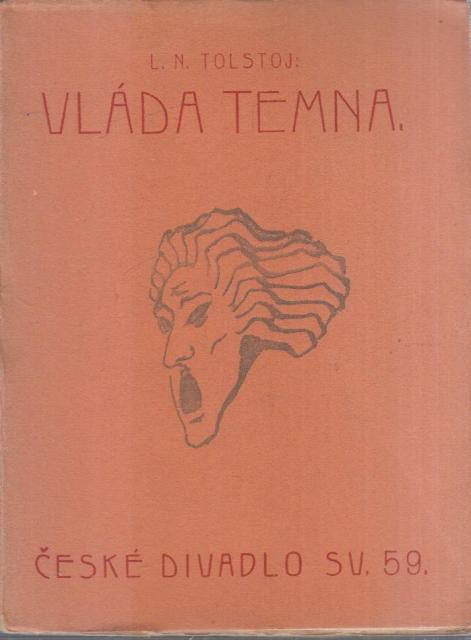 L. N. TOLSTOJ:
VLÁDA TEMNA.
ČESKÉ DIVADLO SV. 59.